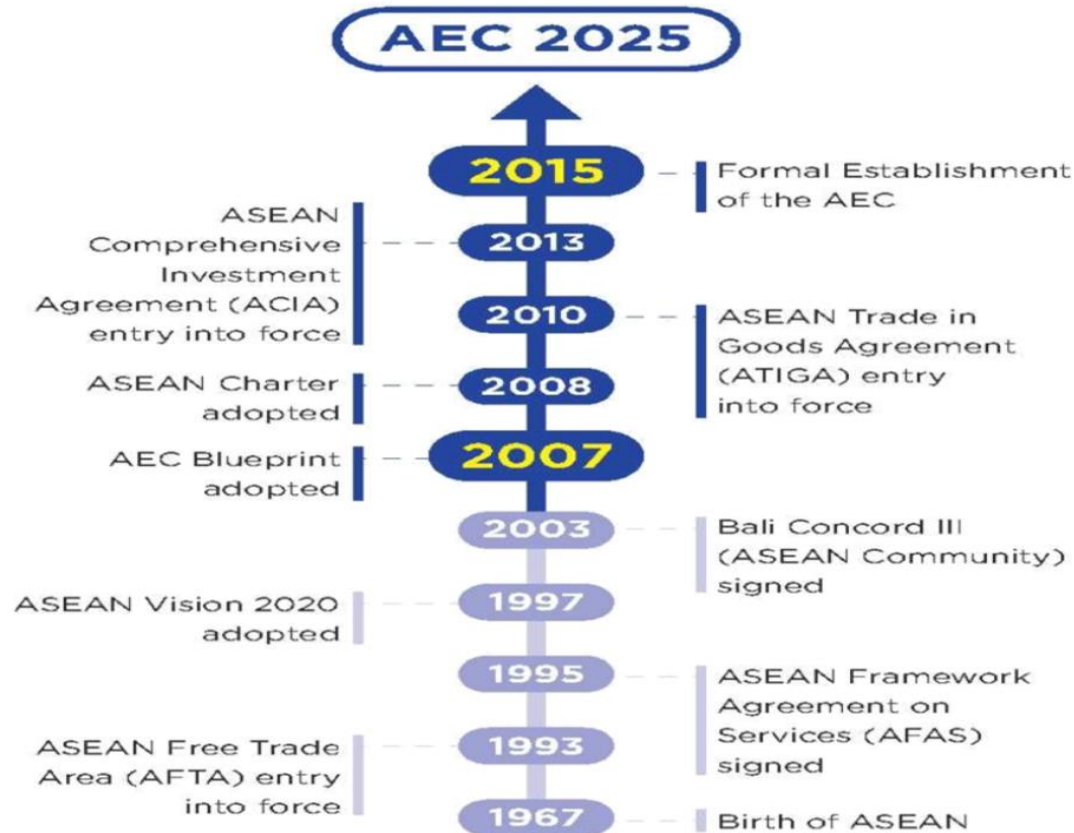 AEC 2025
2015
Formal Establishment
of the AEC
ASEAN
Comprehensive
Investment
Agreement (ACIA)
entry into force
2013
2010
ASEAN Trade in
Goods Agreement
(ATIGA) entry
into force
ASEAN Charter
adopted
2008
AEC Blueprint
adopted
2007
2003
Bali Concord III
(ASEAN Community)
signed
ASEAN Vision 2020
adopted
1997
1995
ASEAN Framework
Agreement on
Services (AFAS)
signed
ASEAN Free Trade
Area (AFTA) entry
into force
1993
1967
Birth of ASEAN